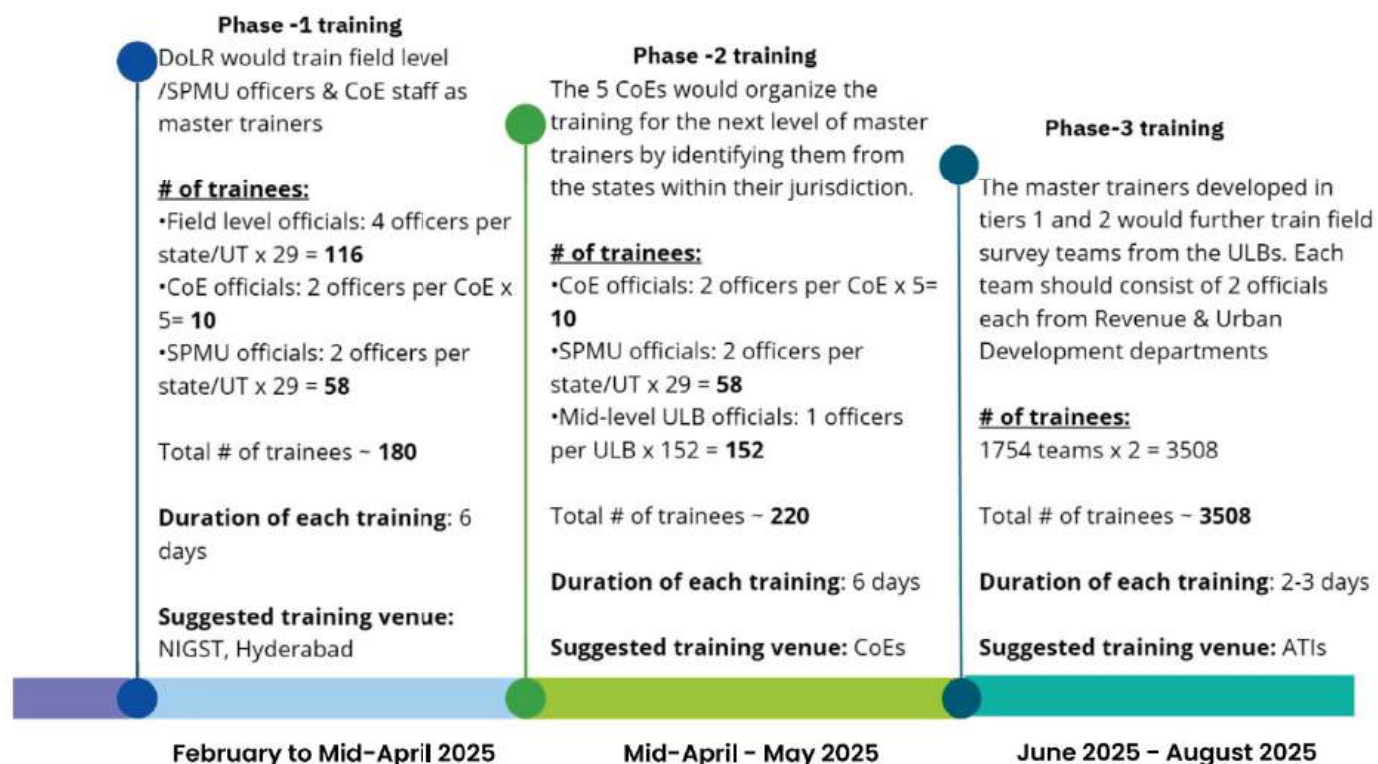 Phase -1 training
DoLR would train field level
/SPMU officers & CoE staff as
master trainers
# of trainees:
•Field level officials: 4 officers per
state/UT x 29 = 116
•CoE officials: 2 officers per CoE x
5= 10
•SPMU officials: 2 officers per
state/UT x 29 = 58
Total # of trainees ~ 180
Duration of each training: 6
days
Suggested training venue:
NIGST, Hyderabad
February to Mid-April 2025
Phase -2 training
The 5 CoEs would organize the
training for the next level of master
trainers by identifying them from
the states within their jurisdiction.
# of trainees:
•CoE officials: 2 officers per CoE x 5=
10
•SPMU officials: 2 officers per
state/UT x 29 = 58
•Mid-level ULB officials: 1 officers
per ULB x 152 = 152
Total # of trainees ~ 220
Duration of each training: 6 days
Suggested training venue: CoEs
Mid-April - May 2025
Phase-3 training
The master trainers developed in
tiers 1 and 2 would further train field
survey teams from the ULBs. Each
team should consist of 2 officials
each from Revenue & Urban
Development departments
# of trainees:
1754 teams x 2 = 3508
Total # of trainees ~ 3508
Duration of each training: 2-3 days
Suggested training venue: ATIs
June 2025 - August 2025